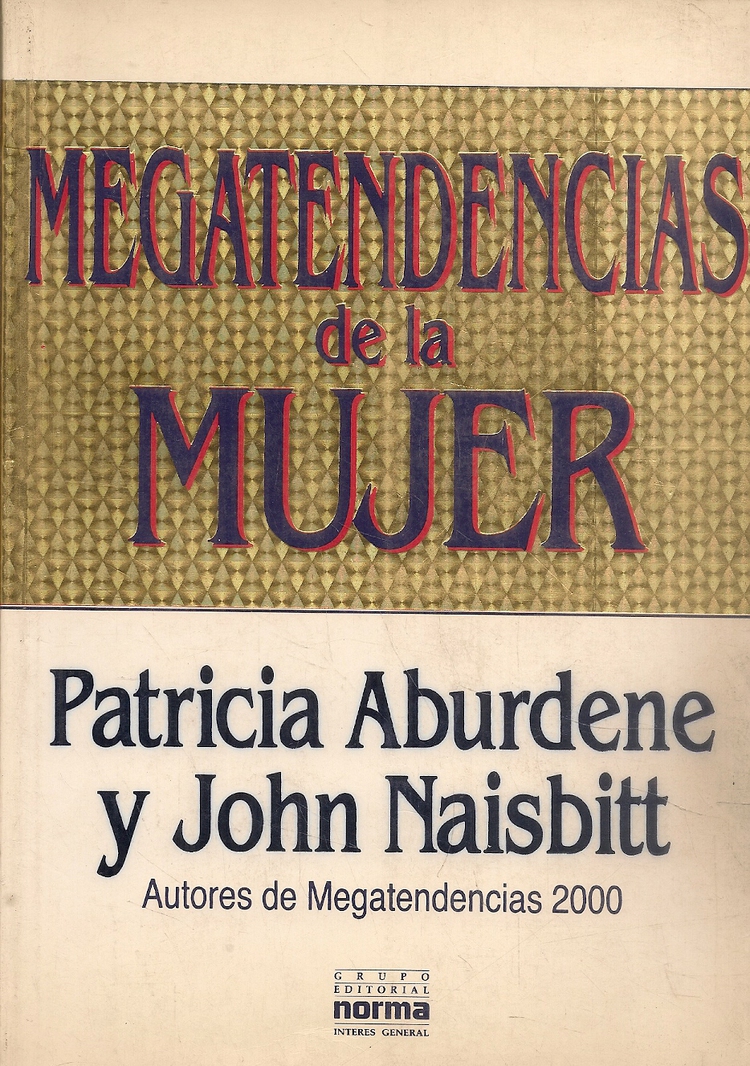 MEGATENDENCIAS
de la
MUJER
Patricia Aburdene
y John Naisbitt
Autores de Megatendencias 2000
GRUPO
EDITORIAL
norma
INTERES GENERAL